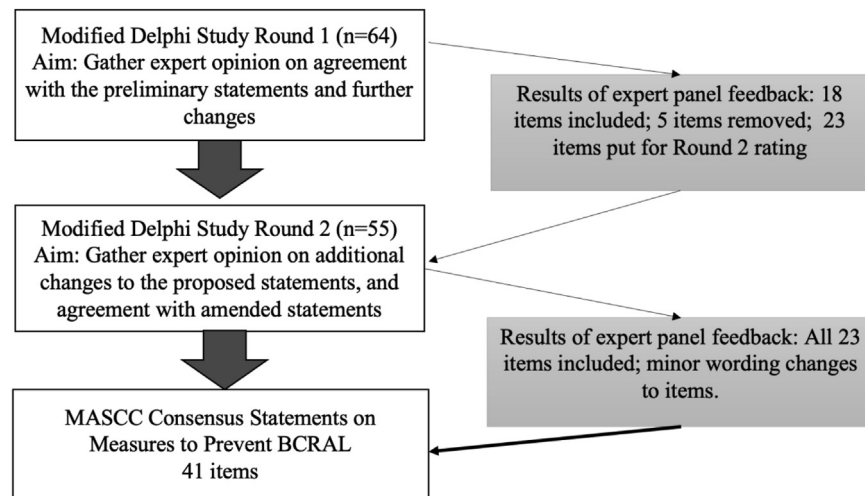 Modified Delphi Study Round 1 (n=64)
Aim: Gather expert opinion on agreement
with the preliminary statements and further
changes
Results of expert panel feedback: 18
items included; 5 items removed; 23
items put for Round 2 rating
Modified Delphi Study Round 2 (n=55)
Aim: Gather expert opinion on additional
changes to the proposed statements, and
agreement with amended statements
Results of expert panel feedback: All 23
items included; minor wording changes
to items.
MASCC Consensus Statements on
Measures to Prevent BCRAL
41 items